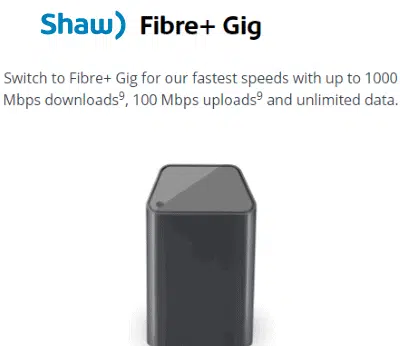 Shaw) Fibre+ Gig
Switch to Fibre+ Gig for our fastest speeds with up to 1000
Mbps downloads⁹, 100 Mbps uploads⁹ and unlimited data.